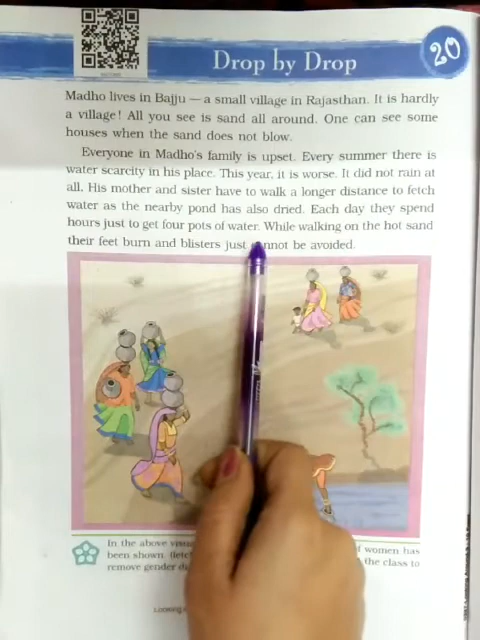 20
Drop by Drop
Madho lives in Bajju — a small village in Rajasthan. It is hardly
a village! All you see is sand all around. One can see some
houses when the sand does not blow.
Everyone in Madho's family is upset. Every summer there is
water scarcity in his place. This year, it is worse. It did not rain at
all. His mother and sister have to walk a longer distance to fetch
water as the nearby pond has also dried. Each day they spend
hours just to get four pots of water. While walking on the hot sand
their feet burn and blisters just cannot be avoided.
In the above of women has
been shown. the class to
remove gender